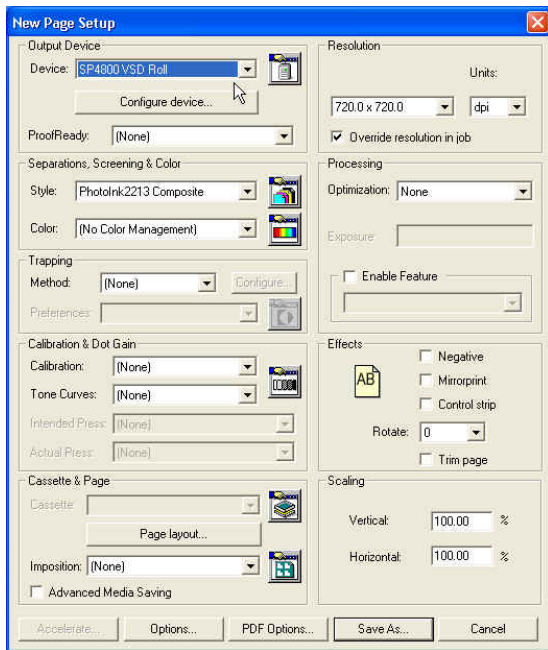 New Page Setup
Output Device
Device: SP4800 VSD Roll
Configure device...
ProofReady: (None)
Resolution
Units:
720.0 x 720.0 dpi
Override resolution in job
Separations, Screening & Color
Style: PhotoInk2213 Composite
Color: (No Color Management)
Processing
Optimization: None
Exposure:
Enable Feature
Trapping
Method: (None) Configure...
Preferences:
Calibration & Dot Gain
Calibration: (None)
Tone Curves: (None)
Intended Press: (None)
Actual Press: (None)
Effects
AB
Negative
Mirrorprint
Control strip
Rotate: 0
Trim page
Cassette & Page
Cassette:
Page layout...
Imposition: (None)
Advanced Media Saving
Scaling
Vertical: 100.00 %
Horizontal: 100.00 %
Accelerate... Options... PDF Options... Save As... Cancel